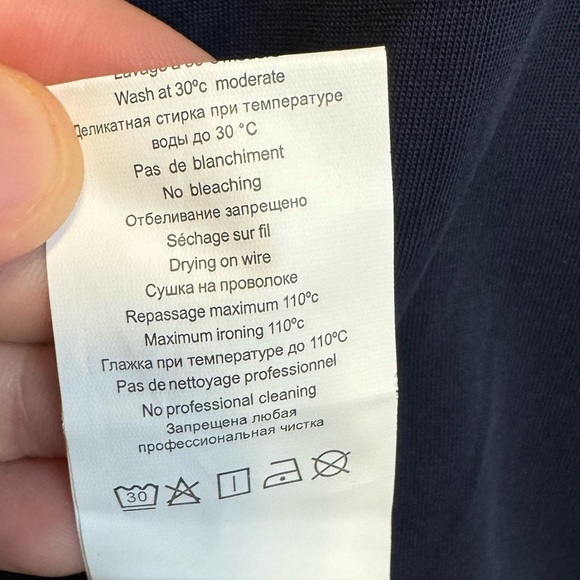 Wash at 30ºc moderate
Деликатная стирка при температуре
воды до 30 °C
Pas de blanchiment
No bleaching
Отбеливание запрещено
Séchage sur fil
Drying on wire
Сушка на проволоке
Repassage maximum 110ºc
Maximum ironing 110ºc
Глажка при температуре до 110ºC
Pas de nettoyage professionnel
No professional cleaning
Запрещена любая
профессиональная чистка
30